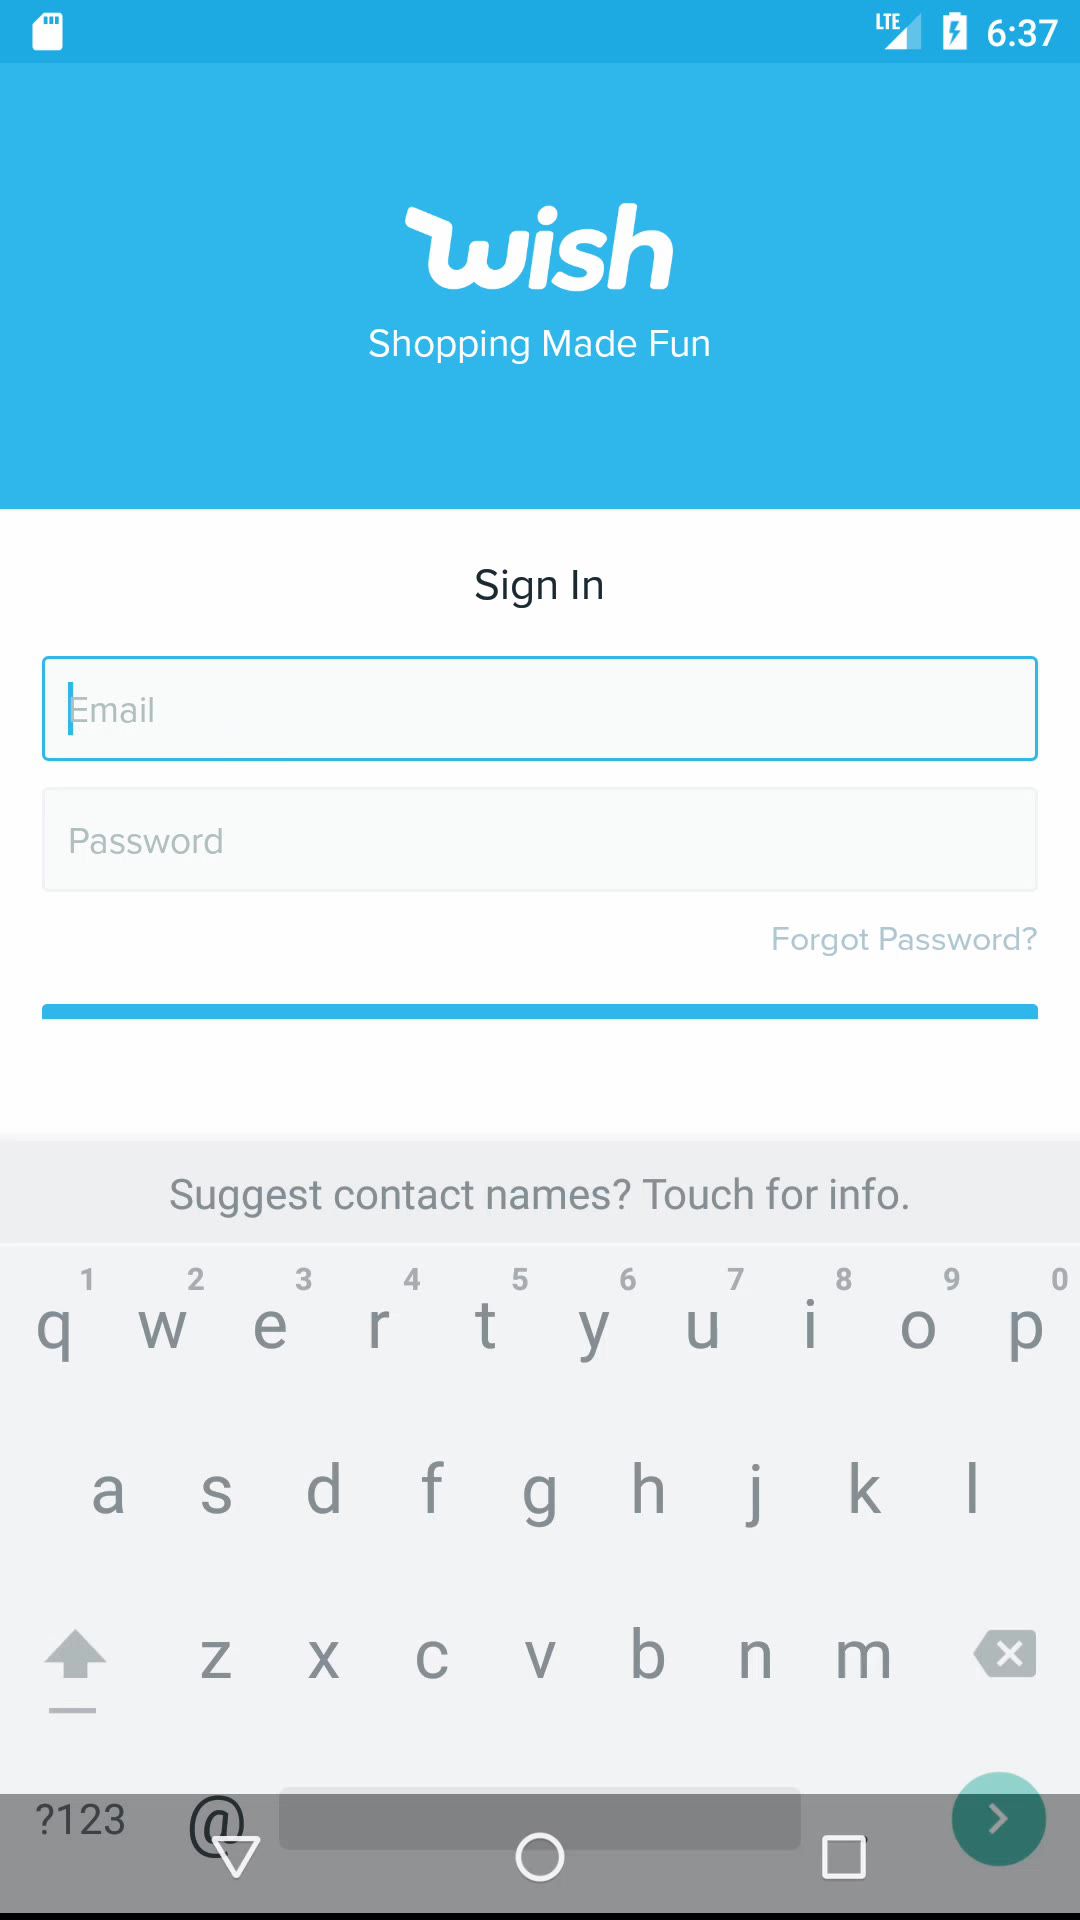 LTE 6:37
wish
Shopping Made Fun
Sign In
Email
Password
Forgot Password?
Suggest contact names? Touch for info.
1 2 3 4 5 6 7 8 9 0
q w e r t y u i o p
a s d f g h j k l
z x c v b n m
?123 @